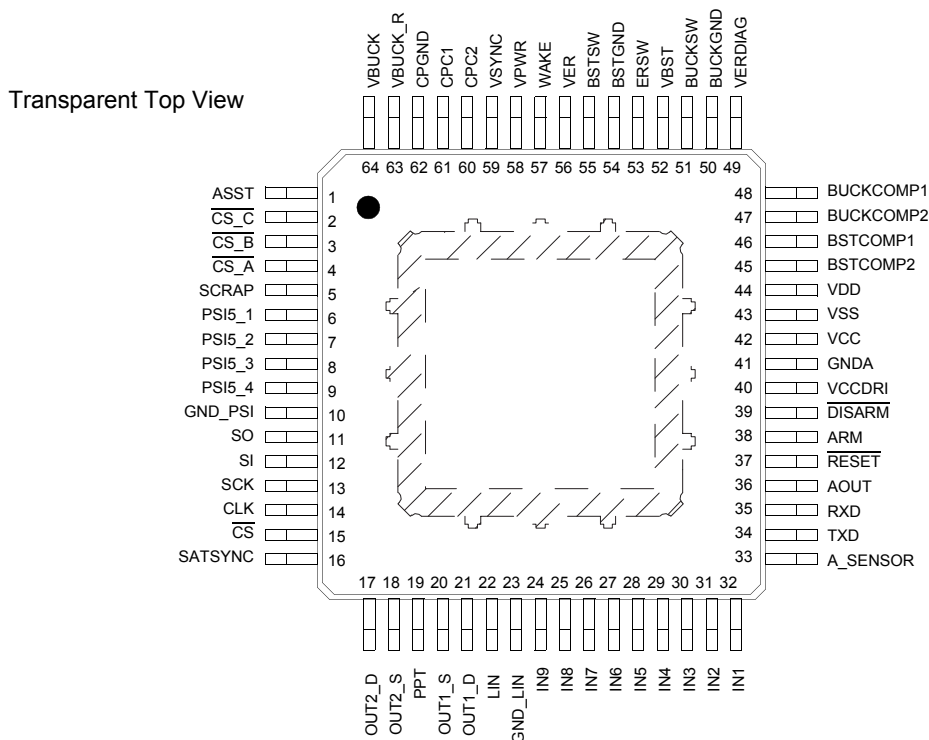 Transparent Top View
VBUCK
VBUCK_R
CPGND
CPC1
CPC2
VSYNC
VPWR
WAKE
VER
BSTSW
BSTGND
ERSW
VBST
BUCKSW
BUCKGND
VERDIAG
64 63 62 61 60 59 58 57 56 55 54 53 52 51 50 49
ASST 1
CS_C 2
CS_B 3
CS_A 4
SCRAP 5
PSI5_1 6
PSI5_2 7
PSI5_3 8
PSI5_4 9
GND_PSI 10
SO 11
SI 12
SCK 13
CLK 14
CS 15
SATSYNC 16
48 BUCKCOMP1
47 BUCKCOMP2
46 BSTCOMP1
45 BSTCOMP2
44 VDD
43 VSS
42 VCC
41 GNDA
40 VCCDRI
39 DISARM
38 ARM
37 RESET
36 AOUT
35 RXD
34 TXD
33 A_SENSOR
17 18 19 20 21 22 23 24 25 26 27 28 29 30 31 32
OUT2_D
OUT2_S
PPT
OUT1_S
OUT1_D
LIN
GND_LIN
IN9
IN8
IN7
IN6
IN5
IN4
IN3
IN2
IN1